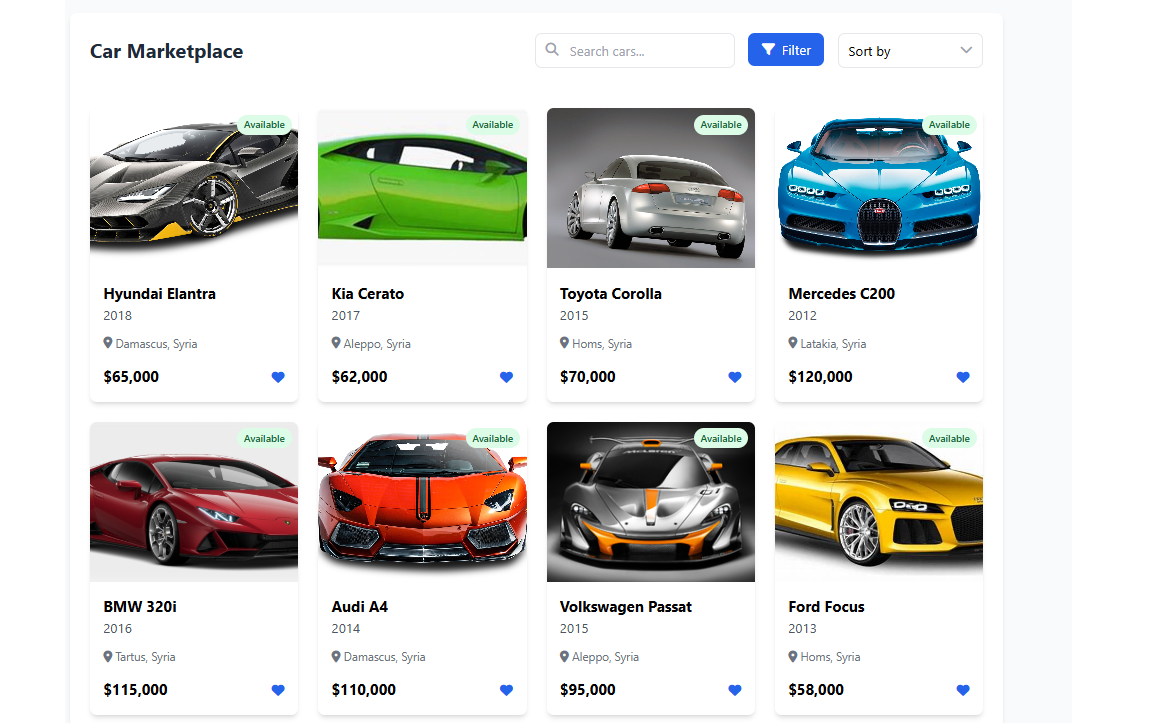 Car Marketplace
Search cars...
Filter
Sort by
Available
Available
Available
Available
Hyundai Elantra
2018
Damascus, Syria
$65,000
Kia Cerato
2017
Aleppo, Syria
$62,000
Toyota Corolla
2015
Homs, Syria
$70,000
Mercedes C200
2012
Latakia, Syria
$120,000
Available
Available
Available
Available
BMW 320i
2016
Tartus, Syria
$115,000
Audi A4
2014
Damascus, Syria
$110,000
McLaren
Volkswagen Passat
2015
Aleppo, Syria
$95,000
Ford Focus
2013
Homs, Syria
$58,000